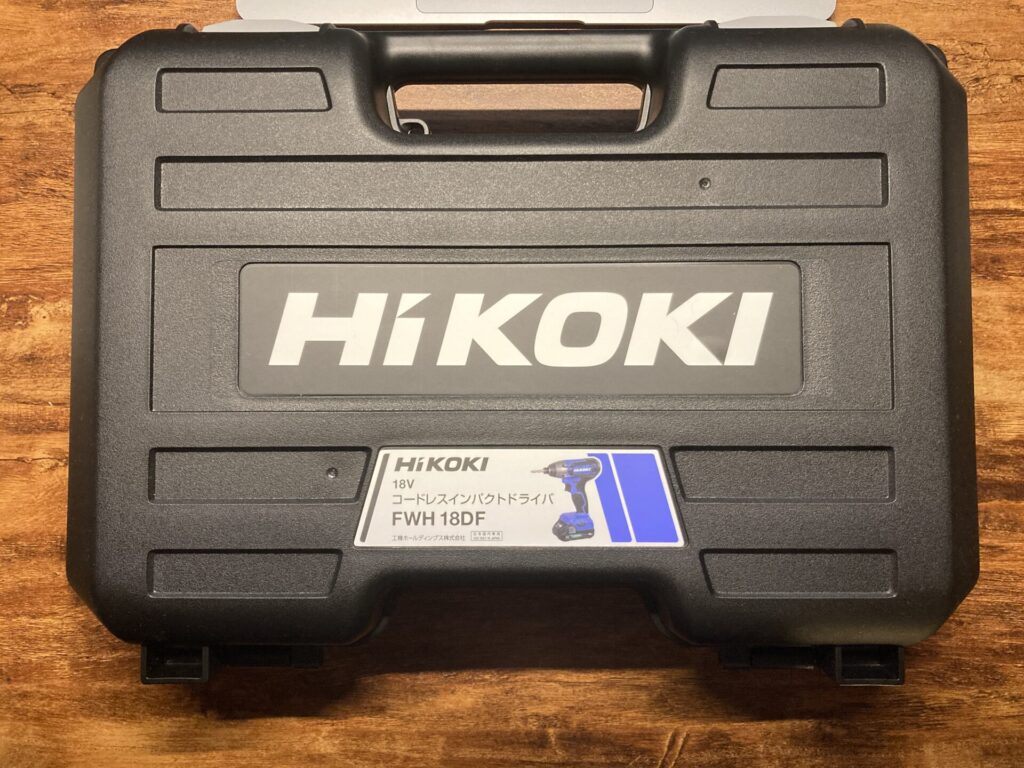 HiKOKI
HiKOKI
18V
コードレスインパクトドライバ
FWH 18DF
工機ホールディングス株式会社